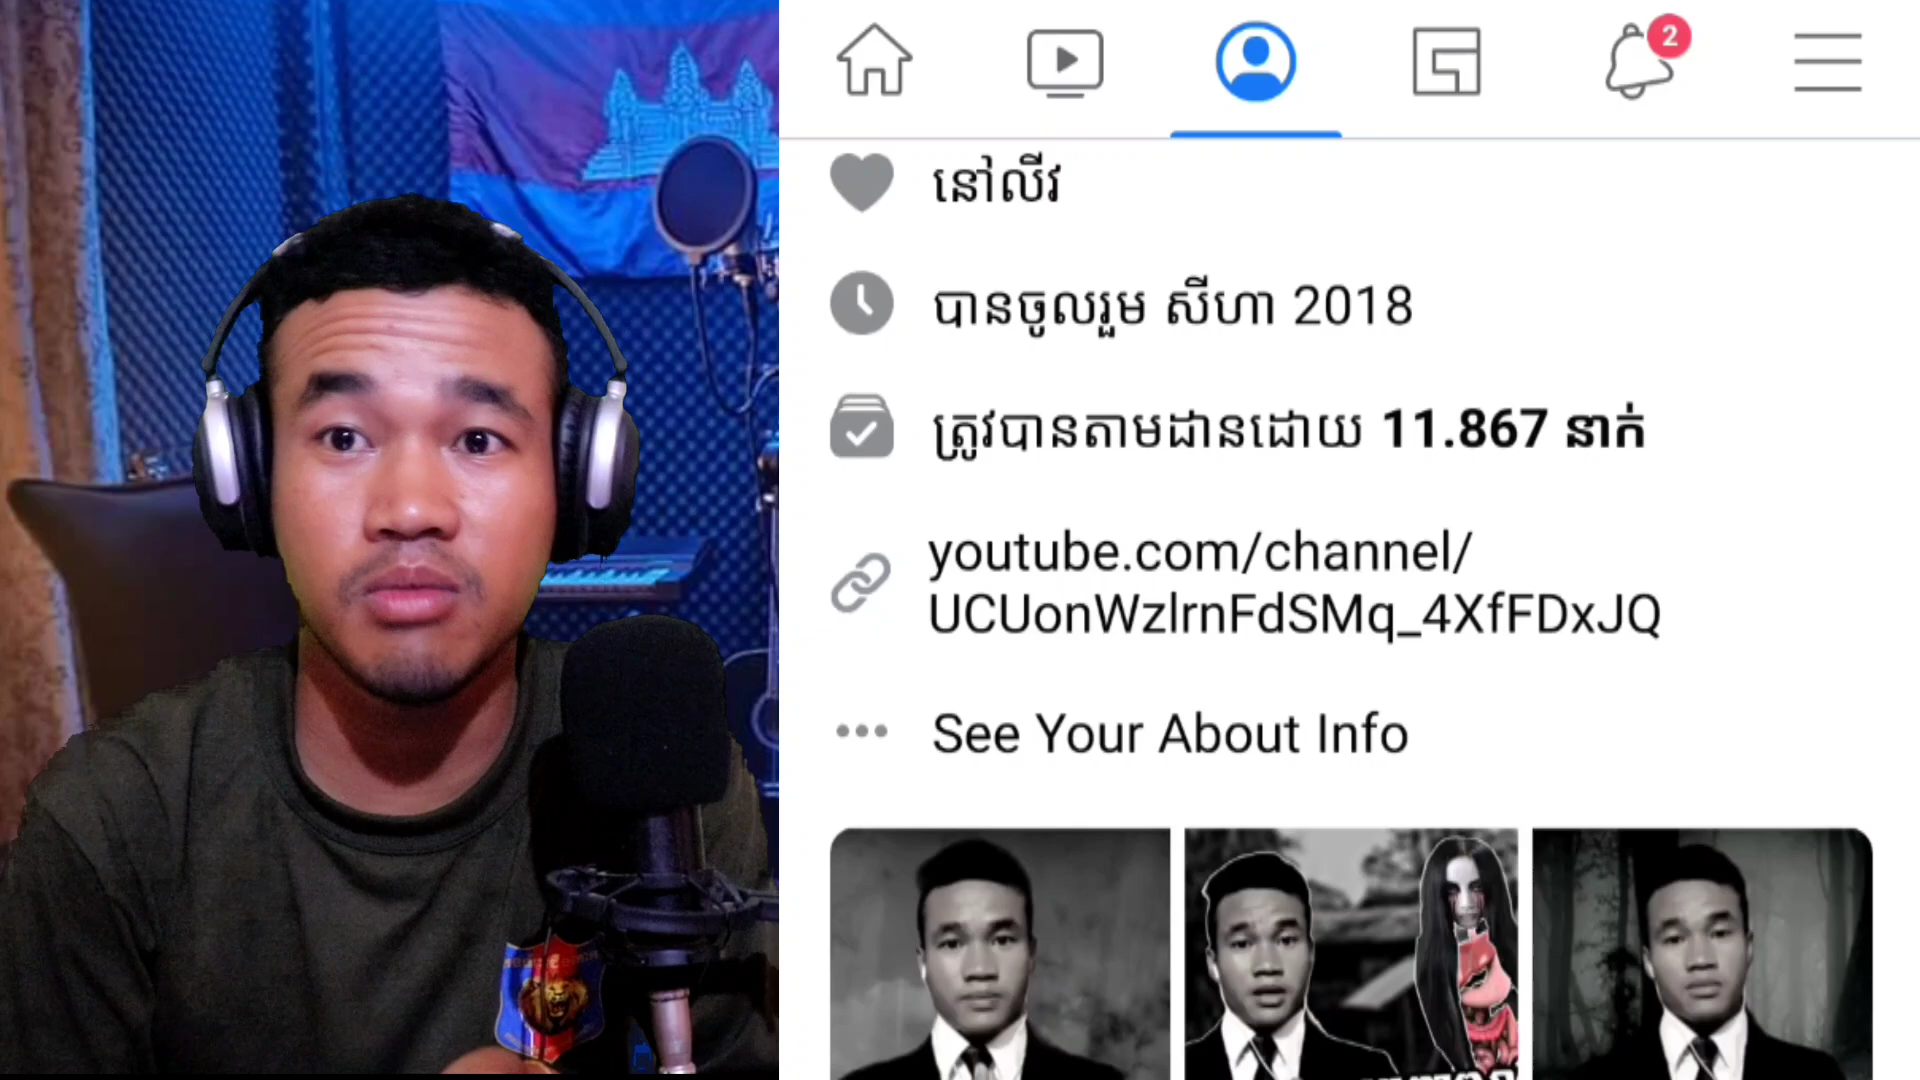 2
នៅលីវ
បានចូលរួម សីហា 2018
ត្រូវបានតាមដានដោយ 11.867 នាក់
youtube.com/channel/
UCUonWzlrnFdSMq_4XfFDxJQ
See Your About Info